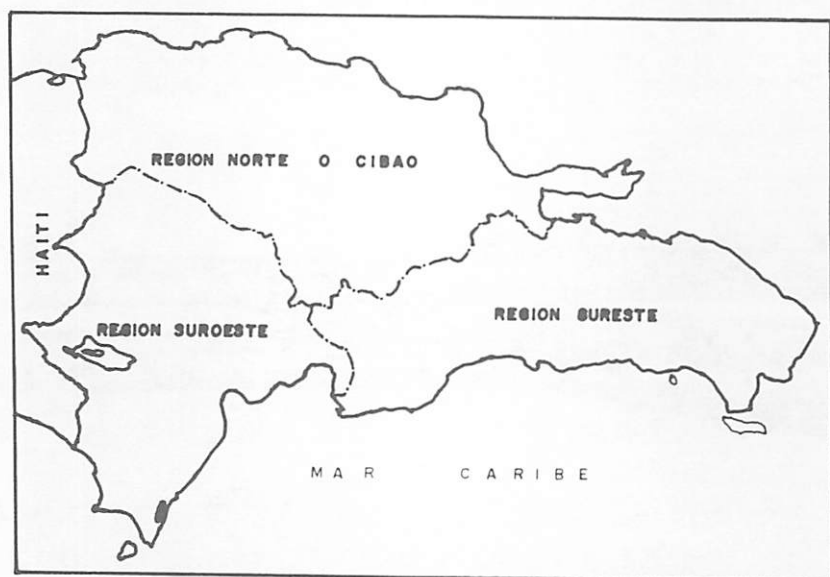 REGION NORTE O CIBAO
HAITI
REGION SUROESTE
REGION SURESTE
MAR CARIBE